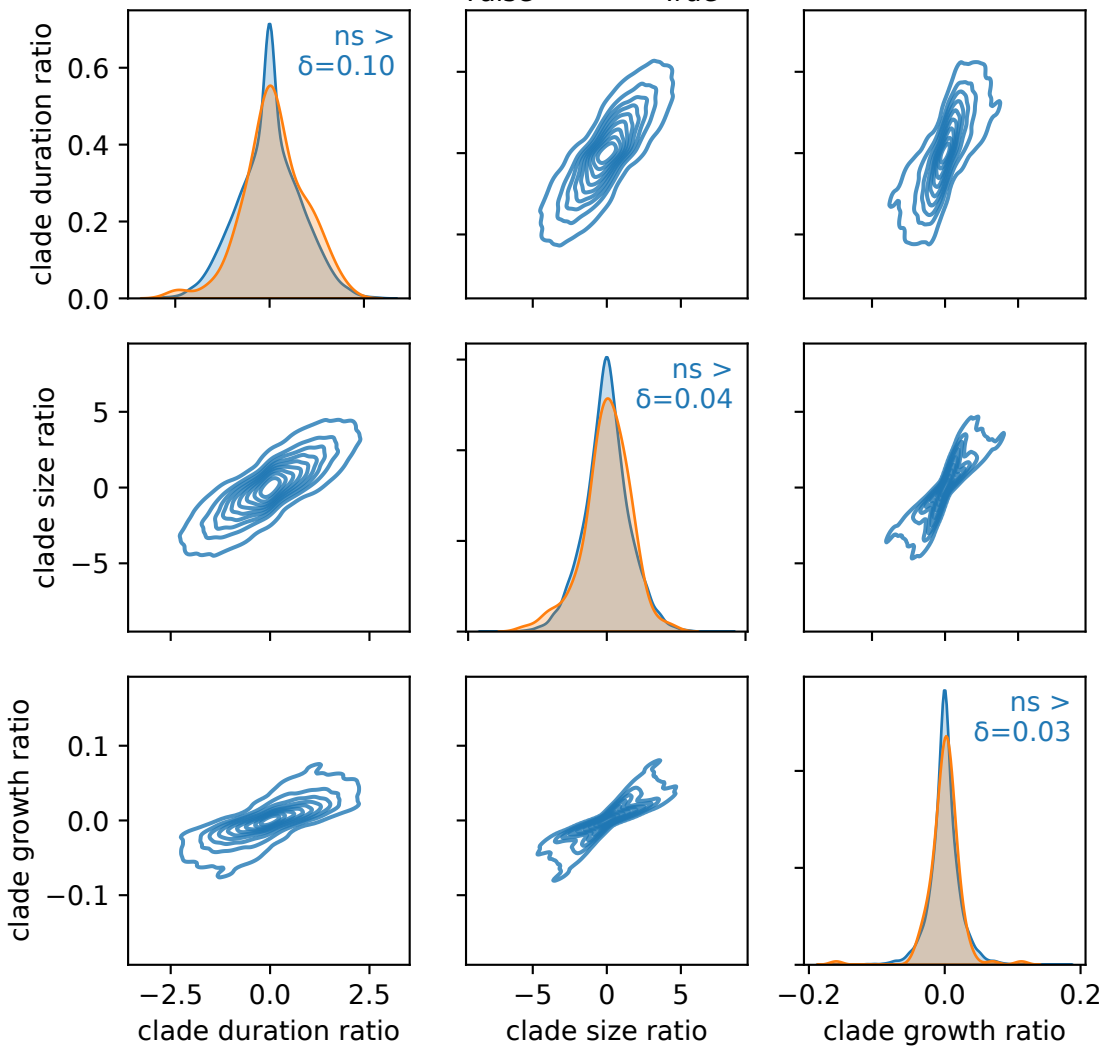 ns >
δ=0.10
clade duration ratio
0.6
0.4
0.2
0.0
ns >
δ=0.04
clade size ratio
5
0
−5
ns >
δ=0.03
clade growth ratio
0.1
0.0
−0.1
−2.5 0.0 2.5
−5 0 5
−0.2 0.0 0.2
clade duration ratio
clade size ratio
clade growth ratio